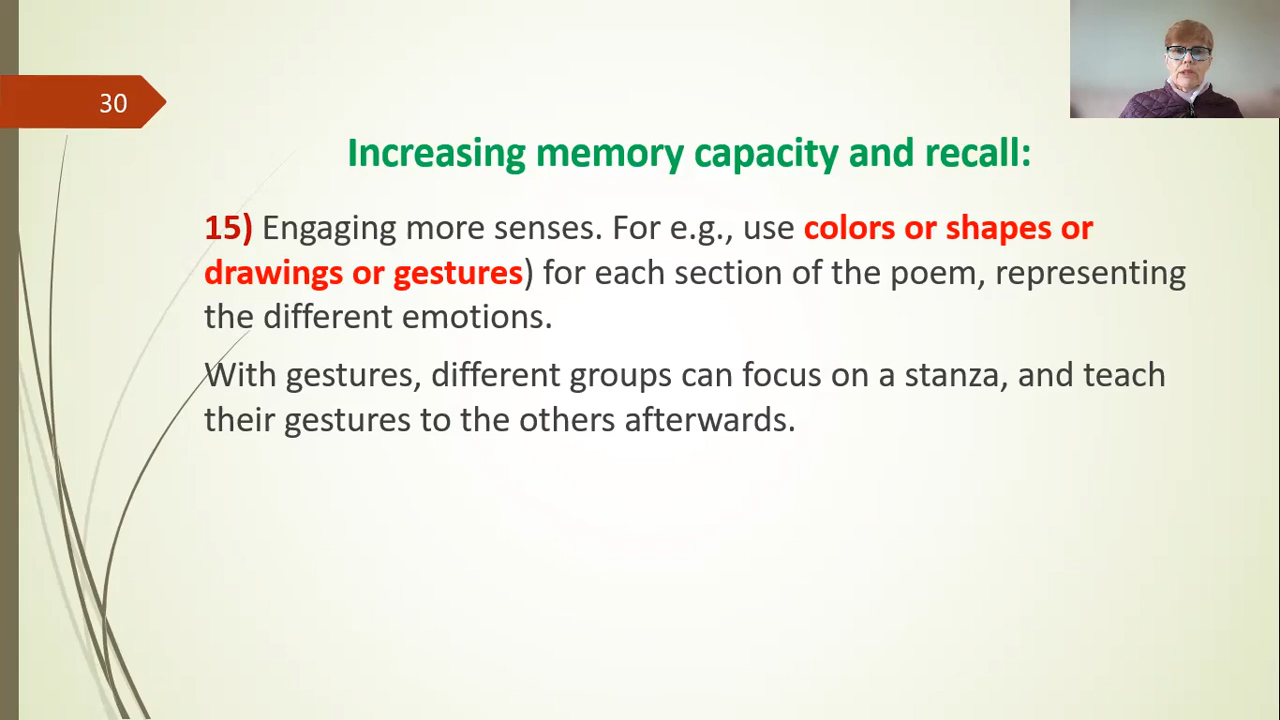 30
Increasing memory capacity and recall:
15) Engaging more senses. For e.g., use colors or shapes or
drawings or gestures) for each section of the poem, representing
the different emotions.
With gestures, different groups can focus on a stanza, and teach
their gestures to the others afterwards.